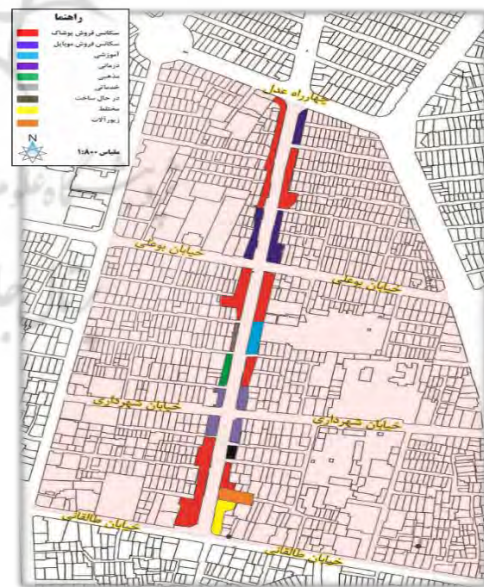 راهنما
سکانس فروش پوشاک
سکانس فروش موبایل
آموزشی
درمانی
مذهبی
خدماتی
در حال ساخت
مختلط
زیورآلات
N
مقیاس ۱:۸۰۰
چهارراه عدل
خیابان بوعلی
خیابان بوعلی
خیابان شهرداری
خیابان شهرداری
خیابان طالقانی
خیابان طالقانی